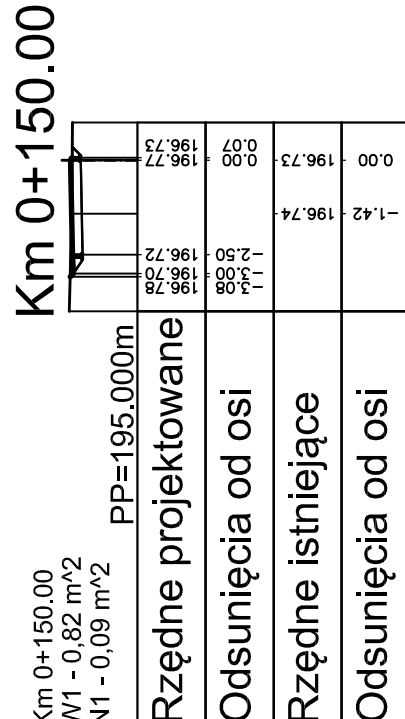 Km 0+150.00
Km 0+150.00
W1 - 0,82 m^2
N1 - 0,09 m^2
PP=195.000m
Rzędne projektowane
196.78
196.70
196.72
196.77
196.73
Odsunięcia od osi
-3.08
-3.00
-2.50
0.00
0.07
Rzędne istniejące
196.74
196.73
Odsunięcia od osi
-1.42
0.00